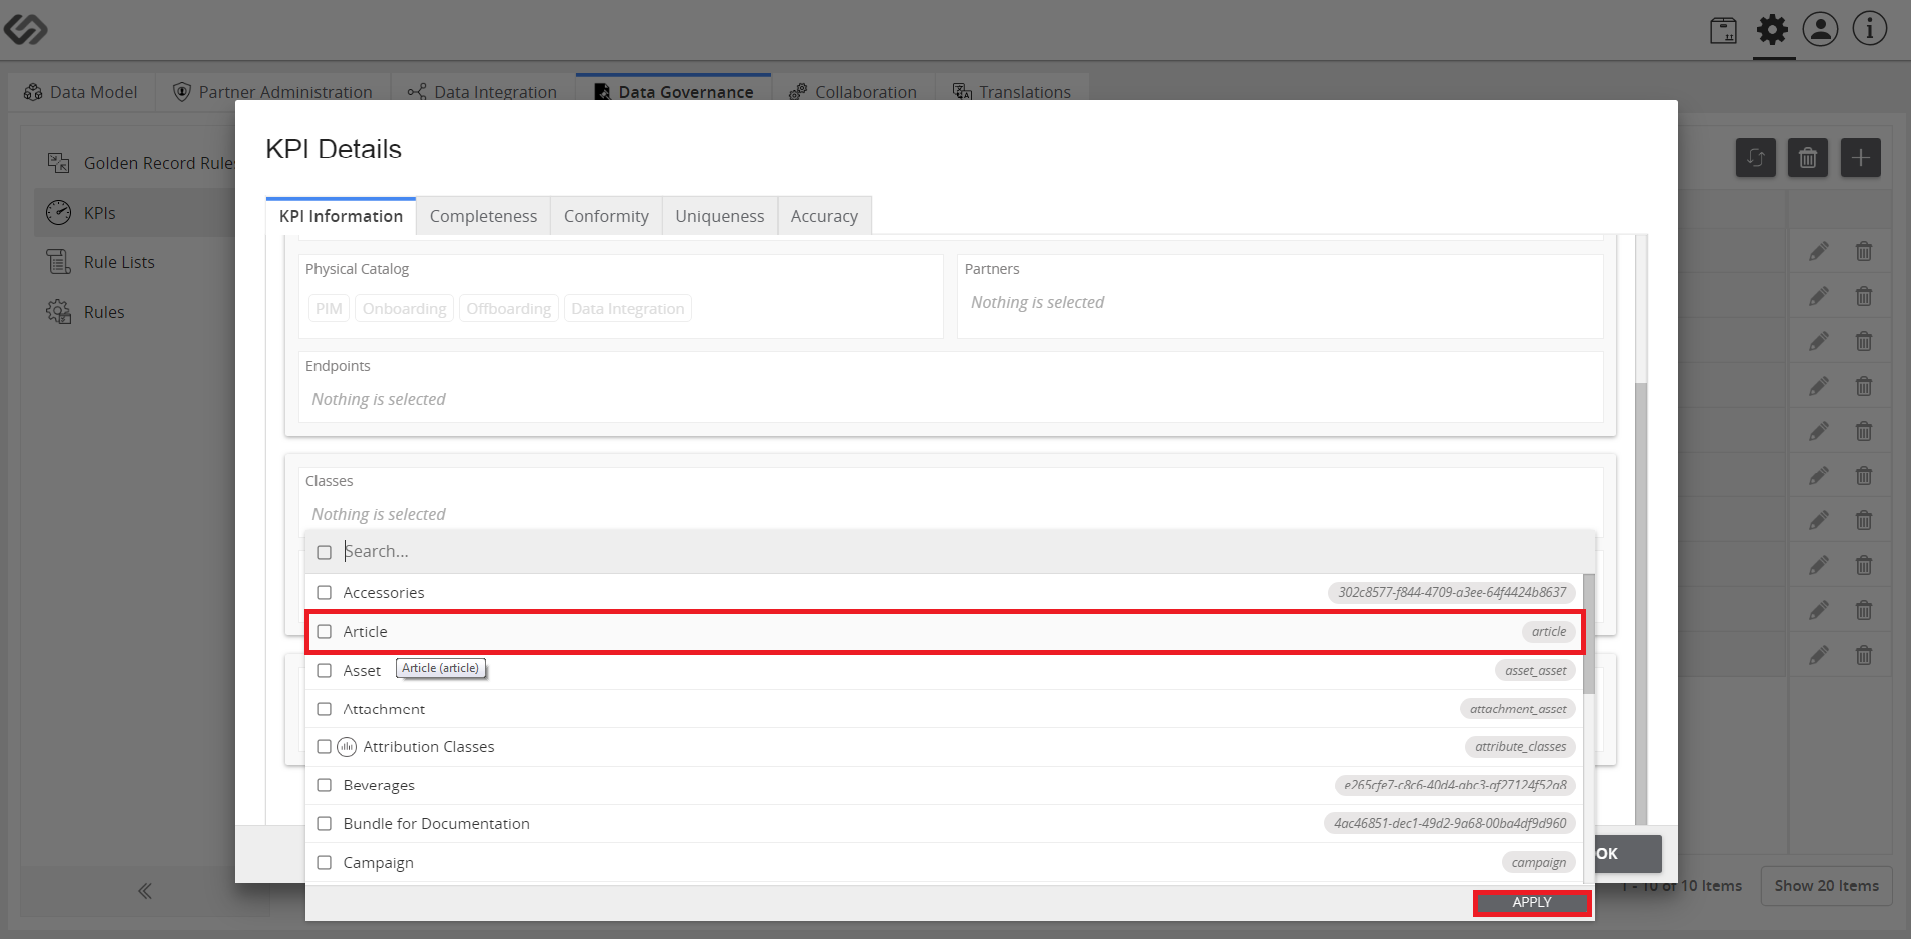 Data Model
Partner Administration
Data Integration
Data Governance
Collaboration
Translations
Golden Record Rules
KPIs
Rule Lists
Rules
KPI Details
KPI Information
Completeness
Conformity
Uniqueness
Accuracy
Physical Catalog
PIM Onboarding Offboarding Data Integration
Partners
Nothing is selected
Endpoints
Nothing is selected
Classes
Nothing is selected
Search...
Accessories 302c8577-f844-4709-a3ee-64f4424b8637
Article article
Article (article)
Asset asset_asset
Attachment attachment_asset
Attribution Classes attribute_classes
Beverages e265cfe7-c8c6-40d4-abc3-af27124f52a8
Bundle for Documentation 4ac46851-dec1-49d2-9a68-00ba4df9d960
Campaign campaign
APPLY
OK
1 - 10 of 10 Items
Show 20 Items